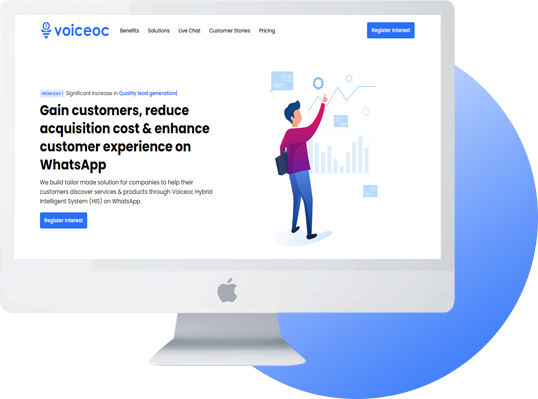 voiceoc
Benefits
Solutions
Live Chat
Customer Stories
Pricing
Register Interest
FROM DAY 1 Significant increase in Quality lead generation|
Gain customers, reduce
acquisition cost & enhance
customer experience on
WhatsApp
We build tailor made solution for companies to help their
customers discover services & products through Voiceoc Hybrid
Intelligent System (HIS) on WhatsApp.
Register Interest